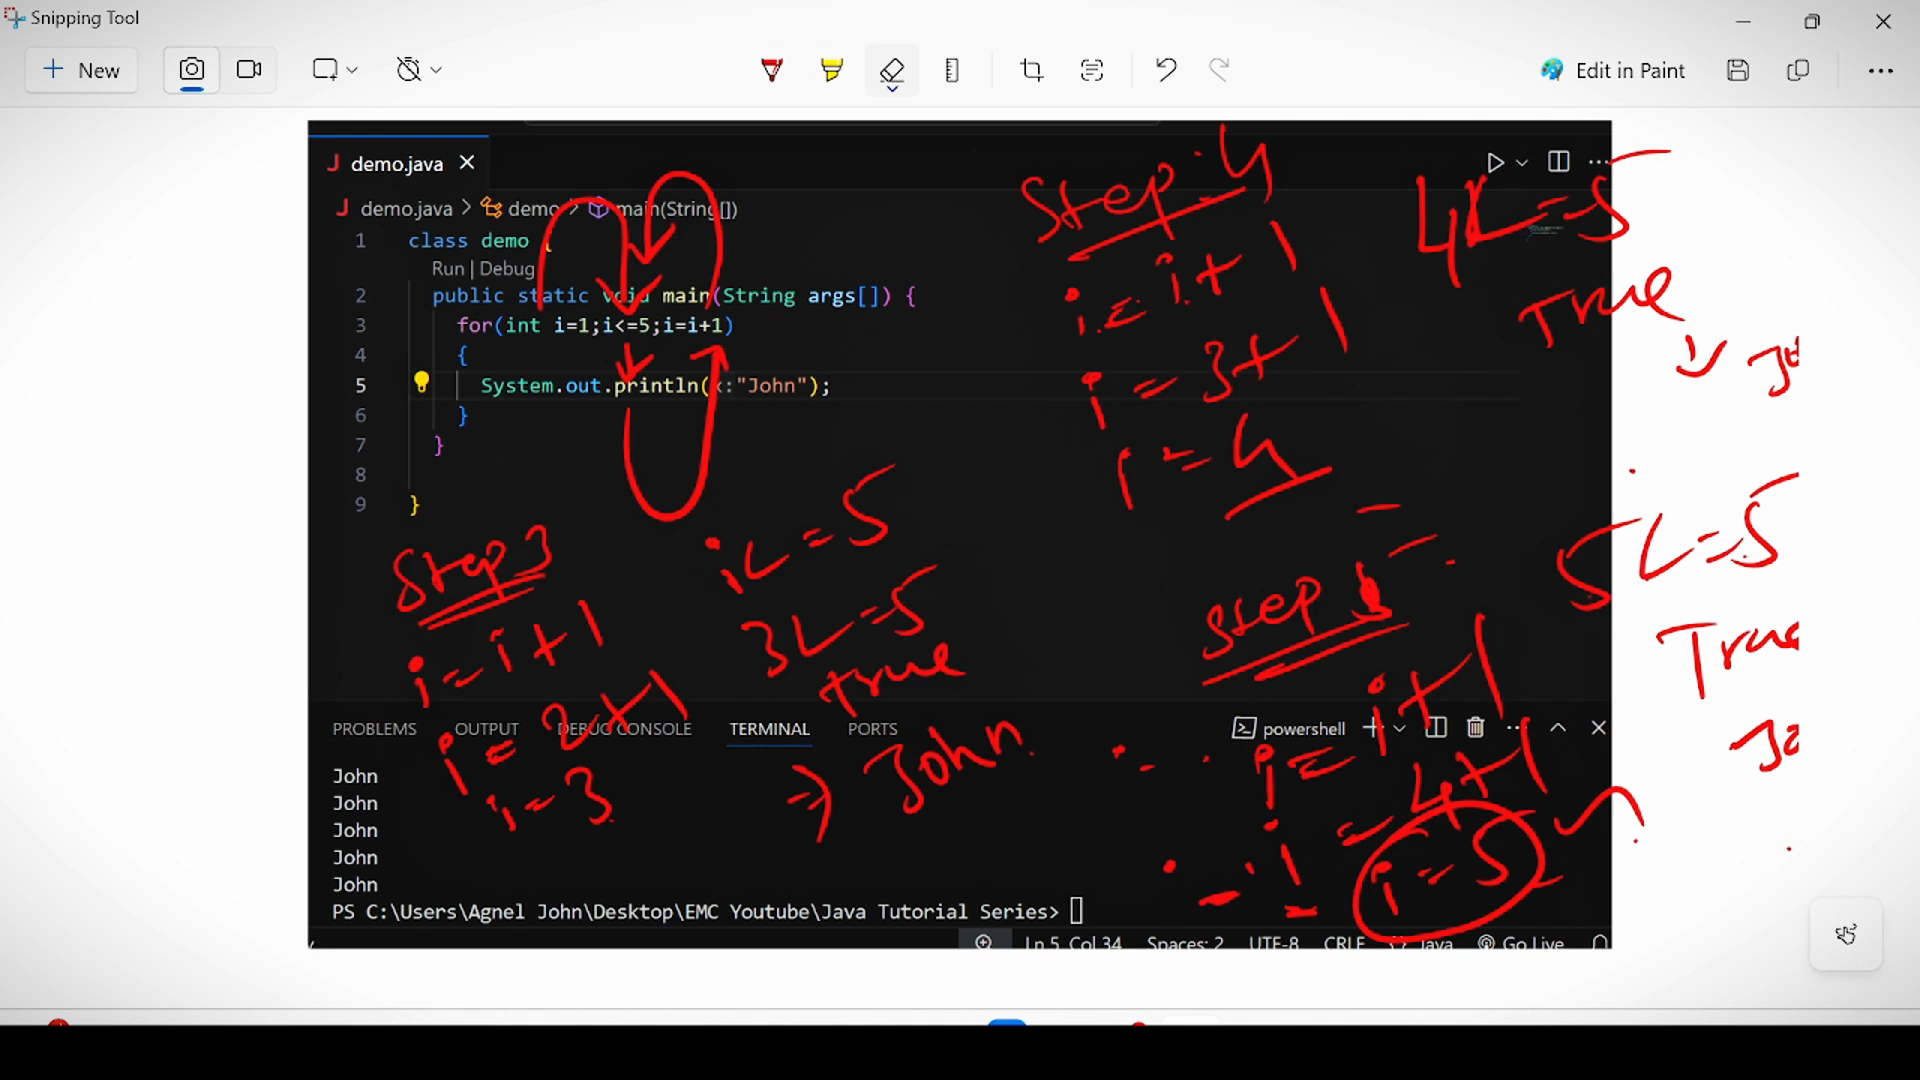 Snipping Tool
New
Edit in Paint
demo.java
demo.java > demo > main(String[])
1 class demo {
Run | Debug
2 public static void main(String args[]) {
3 for(int i=1;i<=5;i=i+1)
4 {
5 System.out.println(x:"John");
6 }
7 }
8
9 }
Step 4
i = i + 1
i = 3 + 1
i = 4
4<=5
True
5<=5
True
Step 3
i = i + 1
i = 2+1
i = 3
i<=5
3<=5
true
=> John
Step 5
i = i+1
i = 4+1
i = 5
PROBLEMS OUTPUT DEBUG CONSOLE TERMINAL PORTS
powershell
John
John
John
John
John
PS C:\Users\Agnel John\Desktop\EMC Youtube\Java Tutorial Series>
Ln 5, Col 34 Spaces: 2 UTF-8 CRLF {} Java Go Live